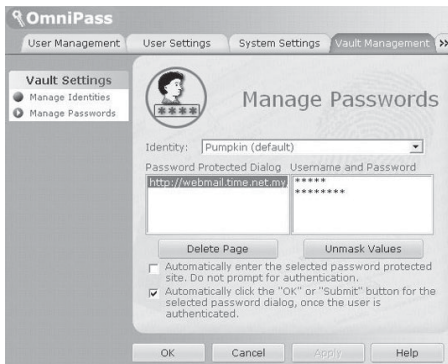 OmniPass
User Management User Settings System Settings Vault Management >>
Vault Settings
Manage Identities
Manage Passwords
****
Manage Passwords
Identity: Pumpkin (default)
Password Protected Dialog Username and Password
http://webmail.time.net.my, *****
********
Delete Page Unmask Values
Automatically enter the selected password protected
site. Do not prompt for authentication.
Automatically click the "OK" or "Submit" button for the
selected password dialog, once the user is
authenticated.
OK Cancel Apply Help